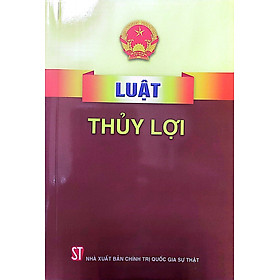 LUẬT
THỦY LỢI
ST NHÀ XUẤT BẢN CHÍNH TRỊ QUỐC GIA SỰ THẬT